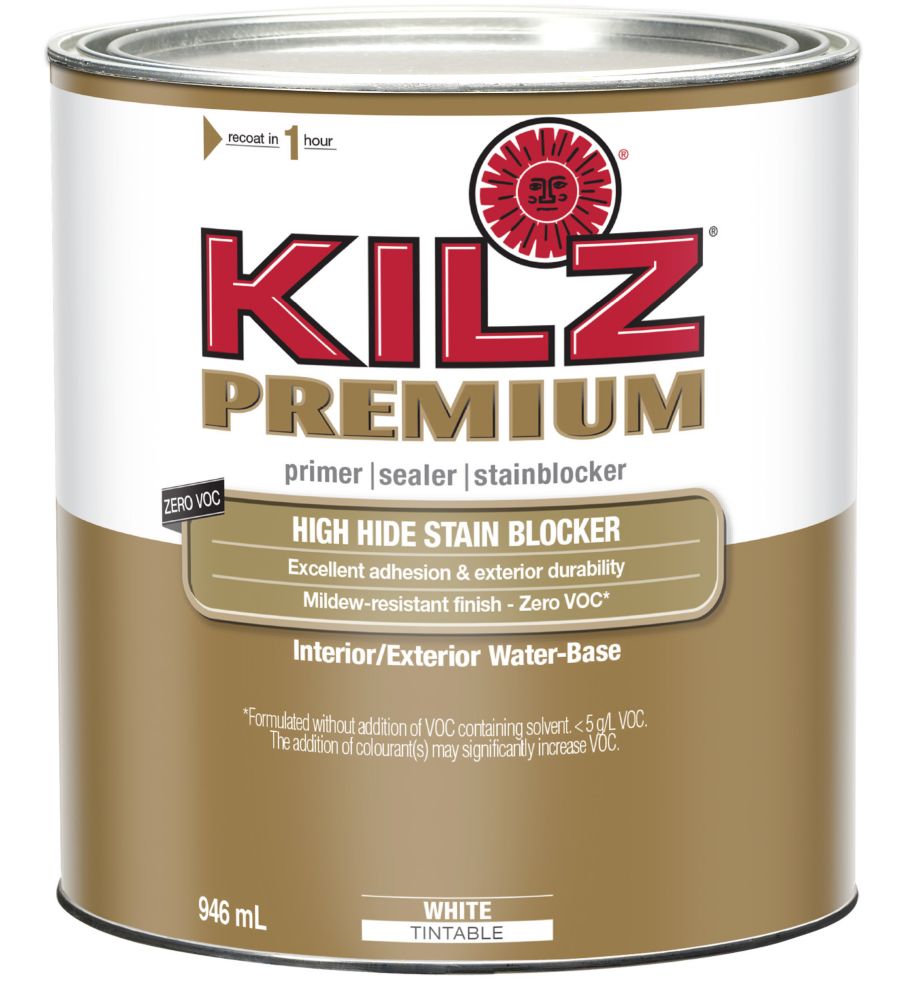 recoat in 1 hour
®
KILZ®
PREMIUM
primer | sealer | stainblocker
ZERO VOC
HIGH HIDE STAIN BLOCKER
Excellent adhesion & exterior durability
Mildew-resistant finish - Zero VOC*
Interior/Exterior Water-Base
*Formulated without addition of VOC containing solvent. < 5 g/L VOC.
The addition of colourant(s) may significantly increase VOC.
946 mL
WHITE
TINTABLE